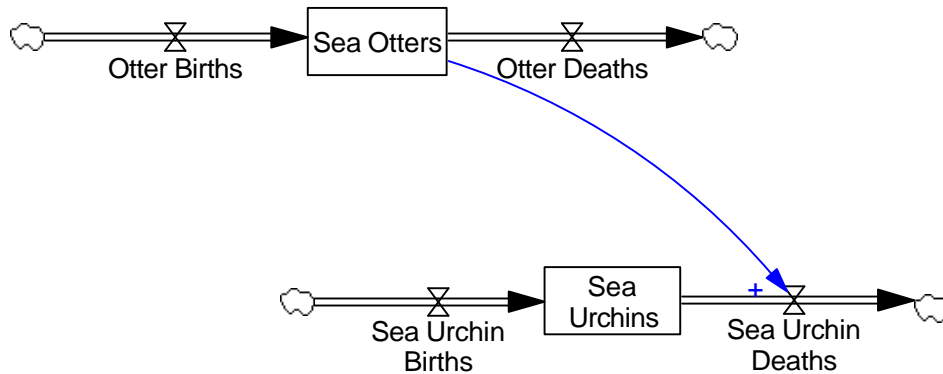 Sea Otters
Otter Births
Otter Deaths
+
Sea
Urchins
Sea Urchin
Births
Sea Urchin
Deaths